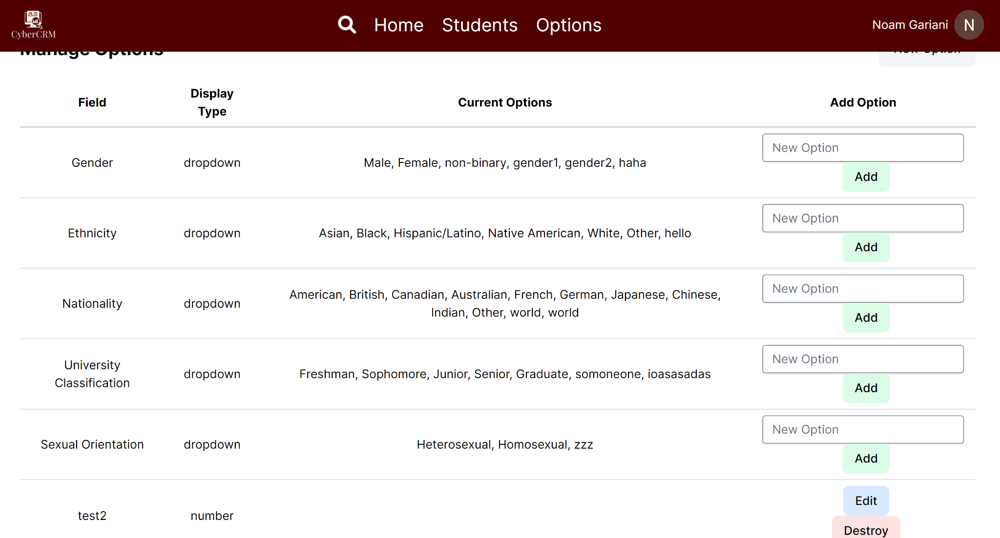 CyberCRM
Home Students Options
Noam Gariani N
Manage Options
New Option
Field
Display
Type
Current Options
Add Option
Gender
dropdown
Male, Female, non-binary, gender1, gender2, haha
New Option
Add
Ethnicity
dropdown
Asian, Black, Hispanic/Latino, Native American, White, Other, hello
New Option
Add
Nationality
dropdown
American, British, Canadian, Australian, French, German, Japanese, Chinese,
Indian, Other, world, world
New Option
Add
University
Classification
dropdown
Freshman, Sophomore, Junior, Senior, Graduate, somoneone, ioasasadas
New Option
Add
Sexual Orientation
dropdown
Heterosexual, Homosexual, zzz
New Option
Add
test2
number
Edit
Destroy